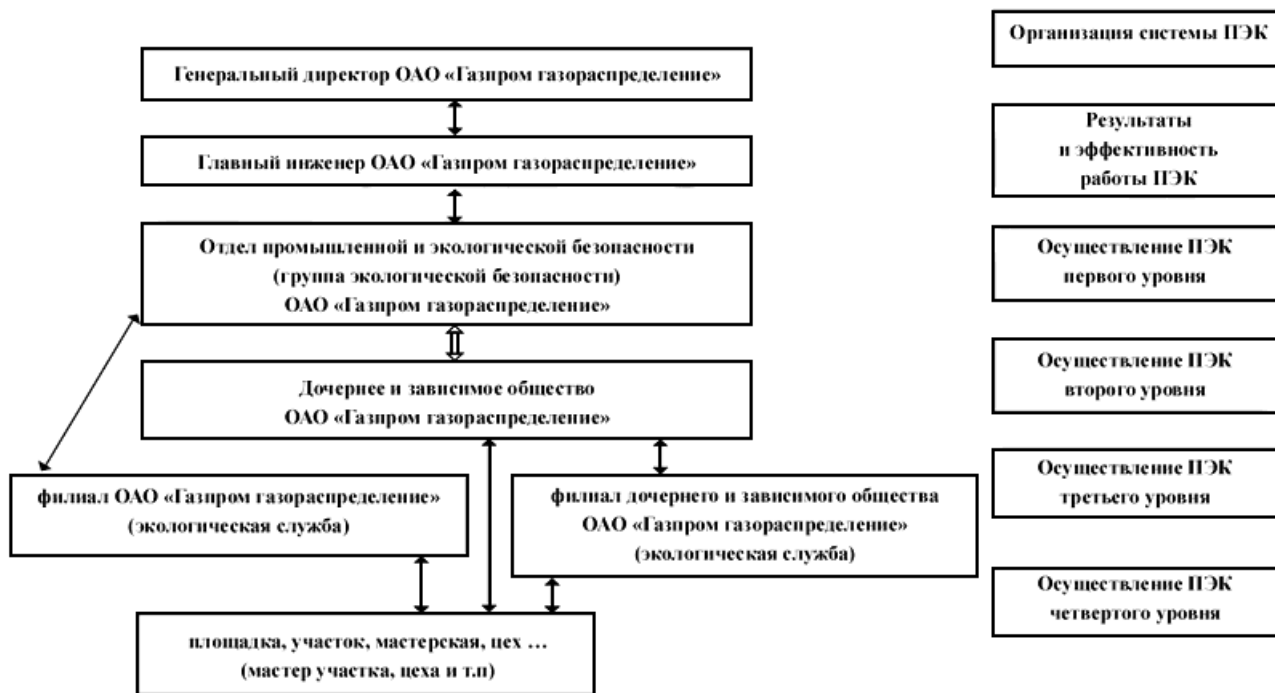 Организация системы ПЭК
Генеральный директор ОАО «Газпром газораспределение»
Результаты
и эффективность
работы ПЭК
Главный инженер ОАО «Газпром газораспределение»
Отдел промышленной и экологической безопасности
(группа экологической безопасности)
ОАО «Газпром газораспределение»
Осуществление ПЭК
первого уровня
Дочернее и зависимое общество
ОАО «Газпром газораспределение»
Осуществление ПЭК
второго уровня
филиал ОАО «Газпром газораспределение»
(экологическая служба)
филиал дочернего и зависимого общества
ОАО «Газпром газораспределение»
(экологическая служба)
Осуществление ПЭК
третьего уровня
площадка, участок, мастерская, цех ...
(мастер участка, цеха и т.п)
Осуществление ПЭК
четвертого уровня